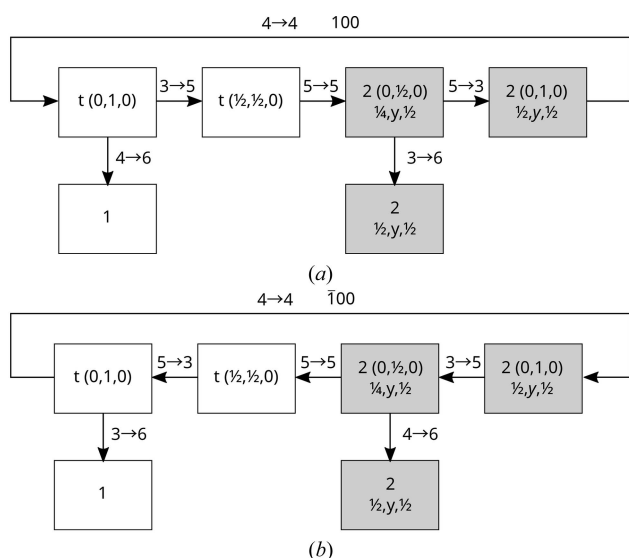 4→4 100
t (0,1,0) 3→5 t (½,½,0) 5→5 2 (0,½,0) 5→3 2 (0,1,0)
¼,y,½ ½,y,½
4→6 3→6
1 2
½,y,½
(a)
4→4 1̅00
t (0,1,0) 5→3 t (½,½,0) 5→5 2 (0,½,0) 3→5 2 (0,1,0)
¼,y,½ ½,y,½
3→6 4→6
1 2
½,y,½
(b)